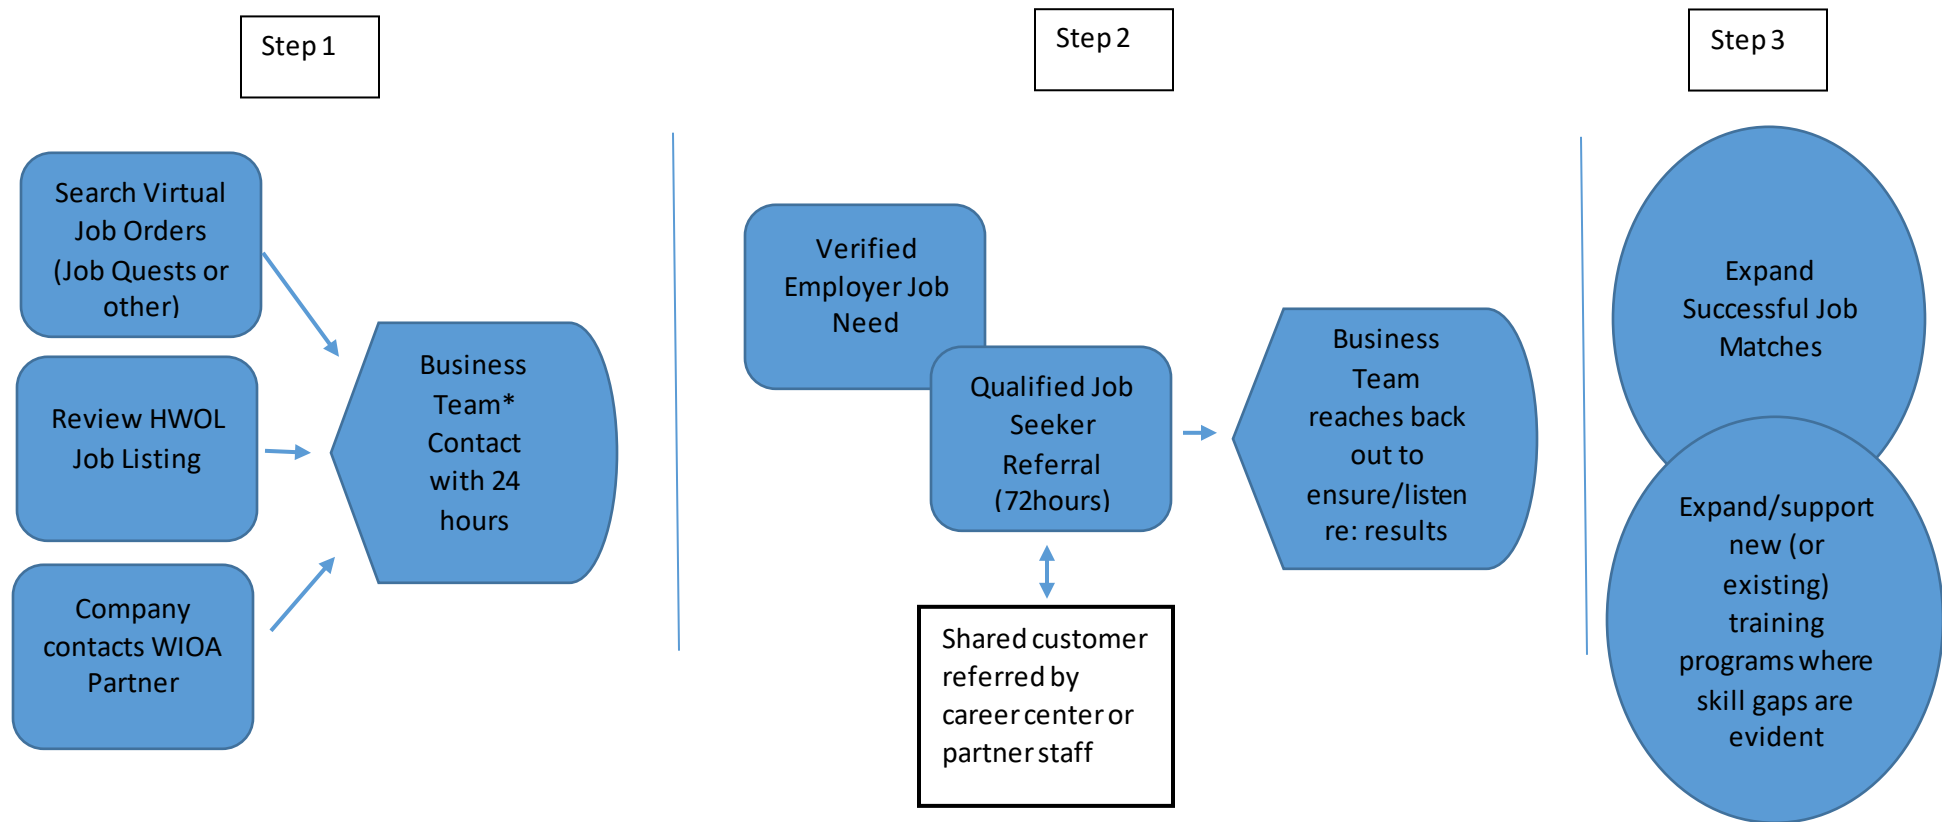 Step 1
Search Virtual
Job Orders
(Job Quests or
other)
Review HWOL
Job Listing
Company
contacts WIOA
Partner
Business
Team*
Contact
with 24
hours
Step 2
Verified
Employer Job
Need
Qualified Job
Seeker
Referral
(72hours)
Shared customer
referred by
career center or
partner staff
Business
Team
reaches back
out to
ensure/listen
re: results
Step 3
Expand
Successful Job
Matches
Expand/support
new (or
existing)
training
programs where
skill gaps are
evident